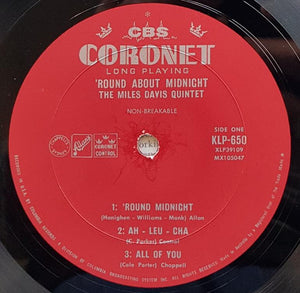 CBS
CORONET
LONG PLAYING
'ROUND ABOUT MIDNIGHT
THE MILES DAVIS QUINTET
NON-BREAKABLE
SIDE ONE
KLP-650
XLP39109
MX105047
CORONET
CONTROL
1: 'ROUND MIDNIGHT
(Hanighen - Williams - Monk) Allan
2: AH - LEU - CHA
(C. Parker)
3: ALL OF YOU
(Cole Porter) Chappell